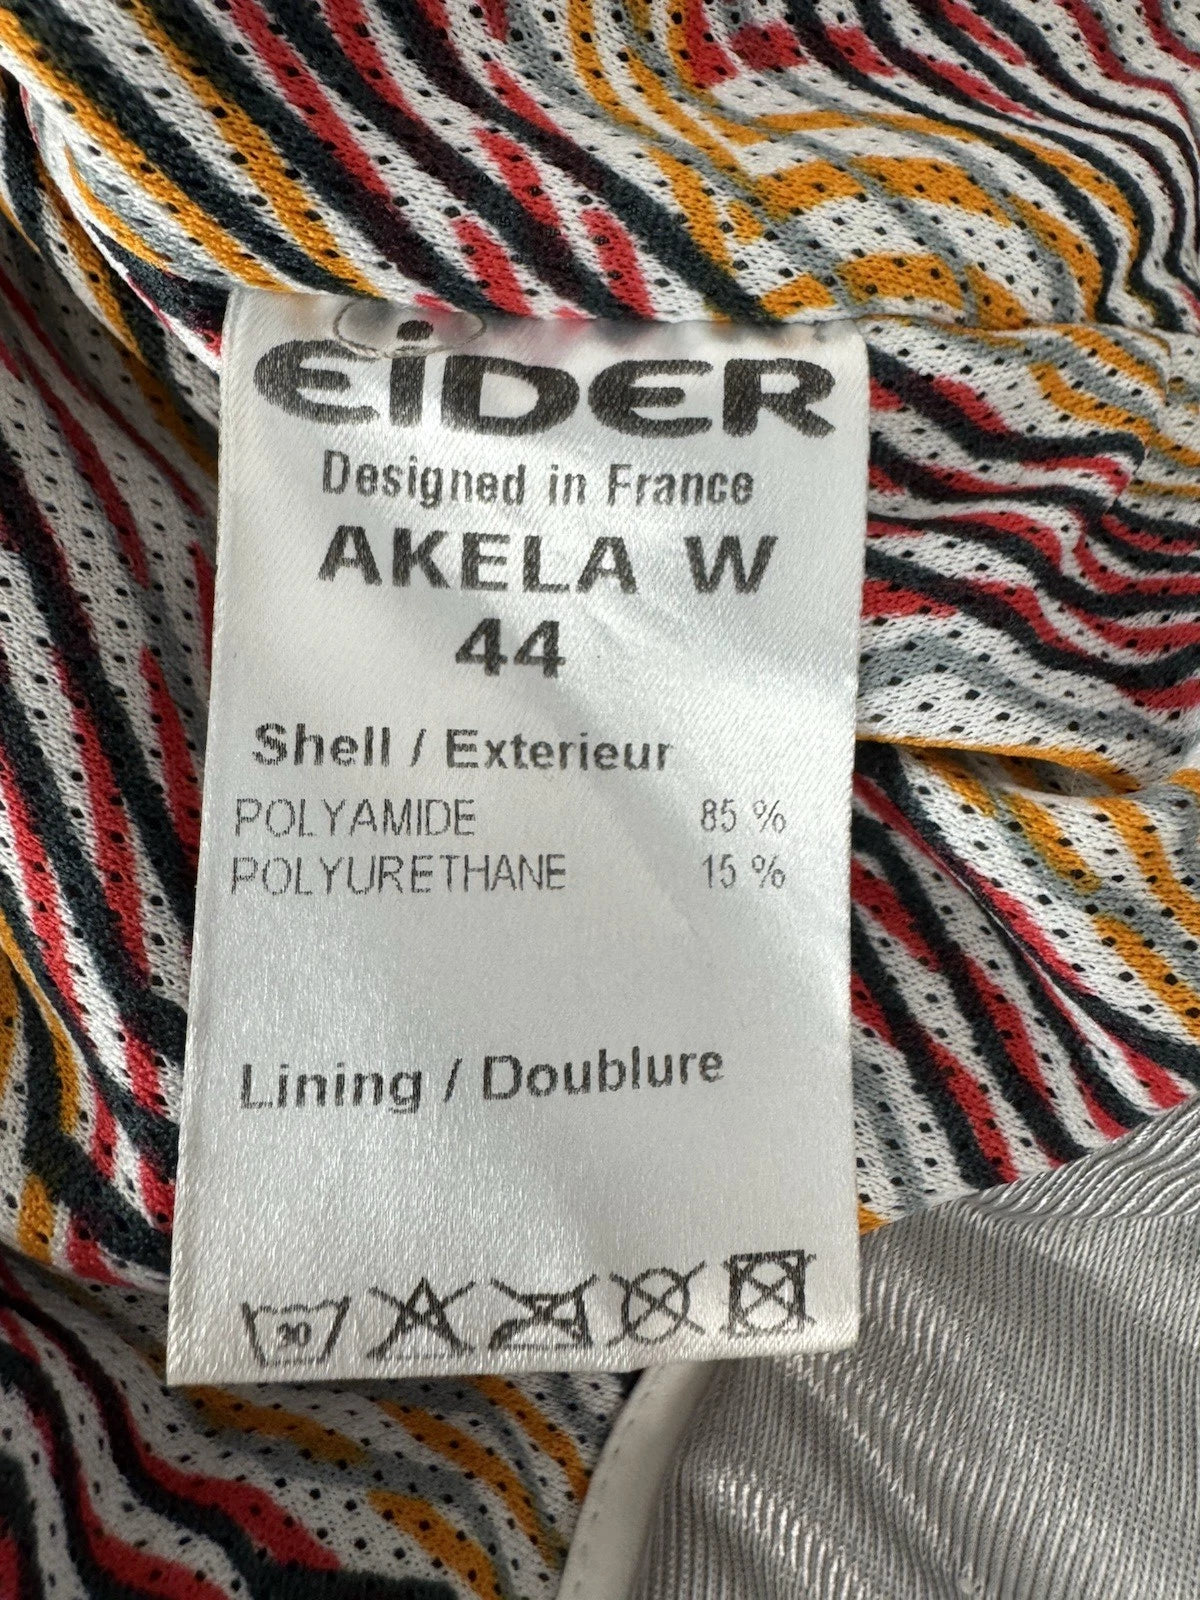 EiDER
Designed in France
AKELA W
44
Shell / Exterieur
POLYAMIDE 85 %
POLYURETHANE 15 %
Lining / Doublure
30